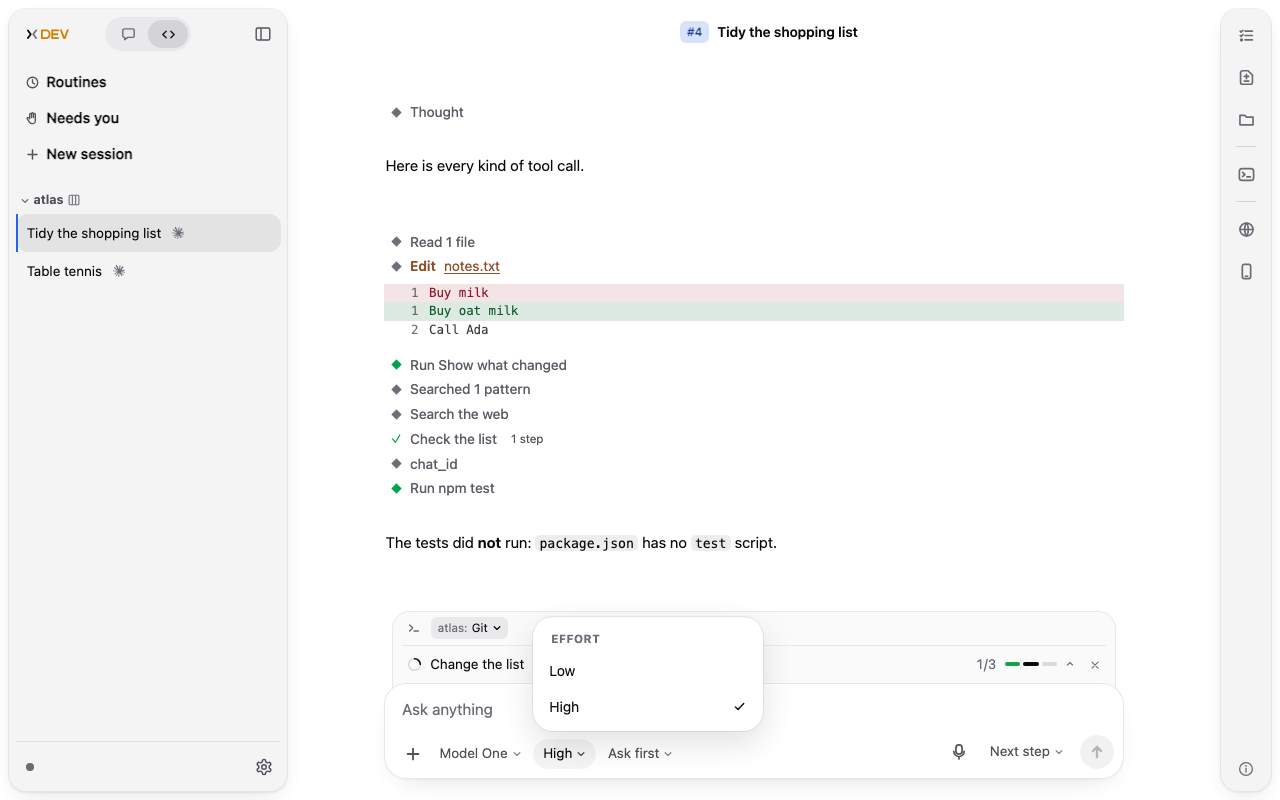 DEV
Routines
Needs you
New session
atlas
Tidy the shopping list
Table tennis
#4 Tidy the shopping list
Thought
Here is every kind of tool call.
Read 1 file
Edit notes.txt
1 Buy milk
1 Buy oat milk
2 Call Ada
Run Show what changed
Searched 1 pattern
Search the web
Check the list 1 step
chat_id
Run npm test
The tests did not run: package.json has no test script.
atlas: Git
Change the list 1/3
EFFORT
Low
High
Ask anything
Model One High Ask first Next step